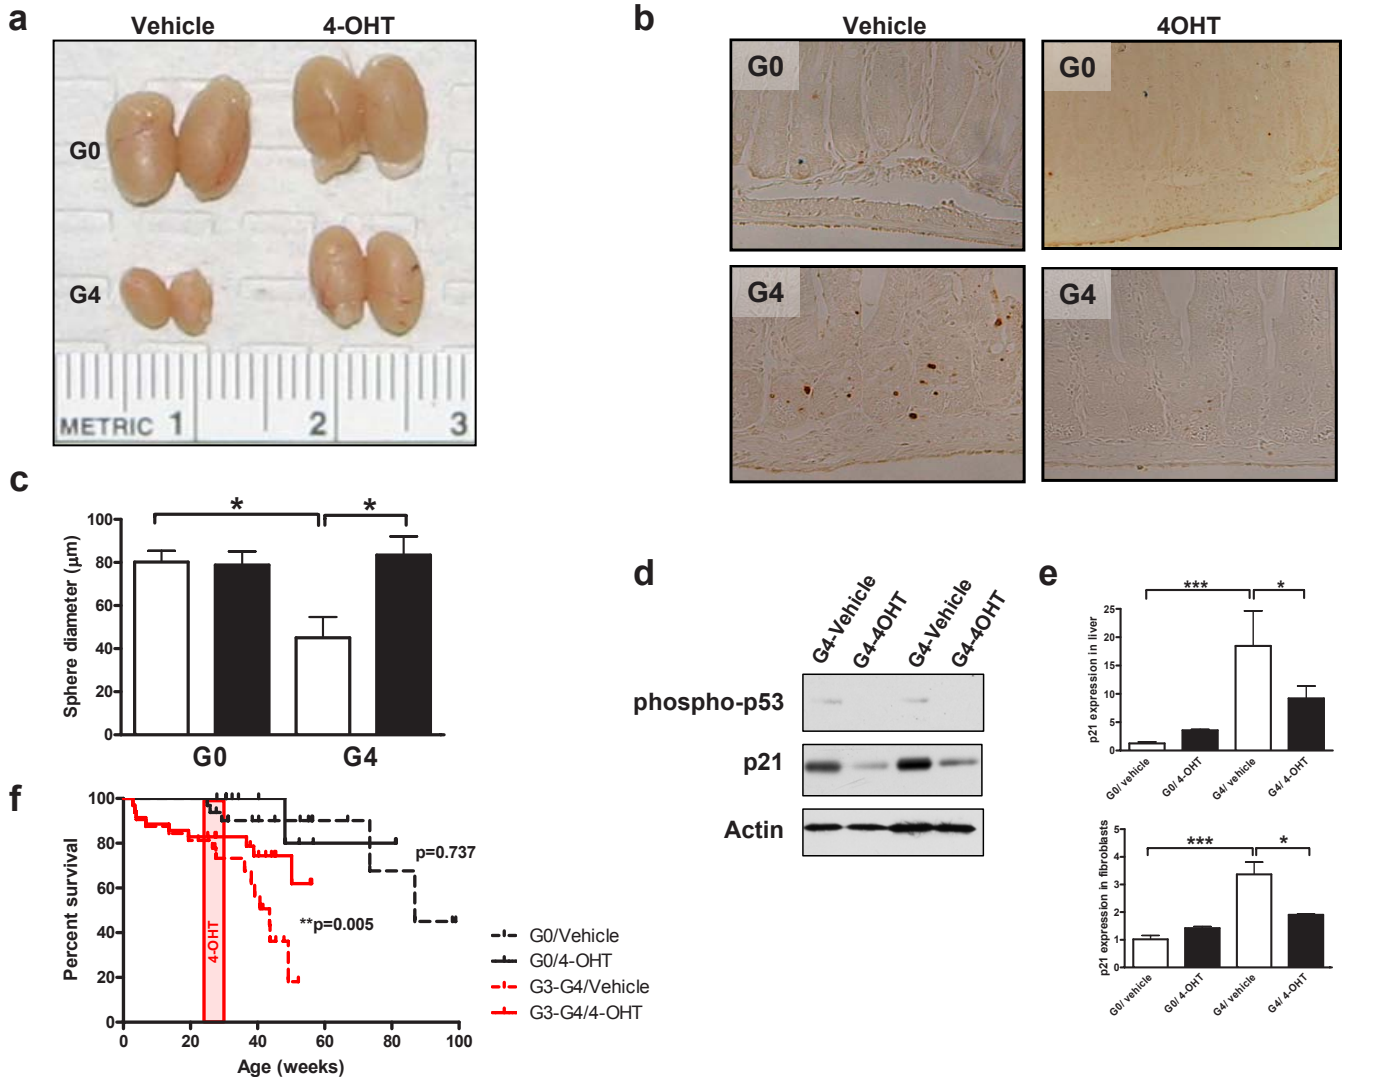 a
Vehicle 4-OHT
G0
G4
METRIC 1 2 3
b
Vehicle 4OHT
G0 G0
G4 G4
c
Sphere diameter (µm)
100
80
60
40
20
0
* *
G0 G4
d
G4-Vehicle G4-4OHT G4-Vehicle G4-4OHT
phospho-p53
p21
Actin
e
p21 expression in liver
25
20
15
10
5
0
*** *
G0/ vehicle G0/ 4-OHT G4/ vehicle G4/ 4-OHT
p21 expression in fibroblasts
5
4
3
2
1
0
*** *
G0/ vehicle G0/ 4-OHT G4/ vehicle G4/ 4-OHT
f
Percent survival
100
80
60
40
20
0
4-OHT
p=0.737
**p=0.005
0 20 40 60 80 100
Age (weeks)
G0/Vehicle
G0/4-OHT
G3-G4/Vehicle
G3-G4/4-OHT